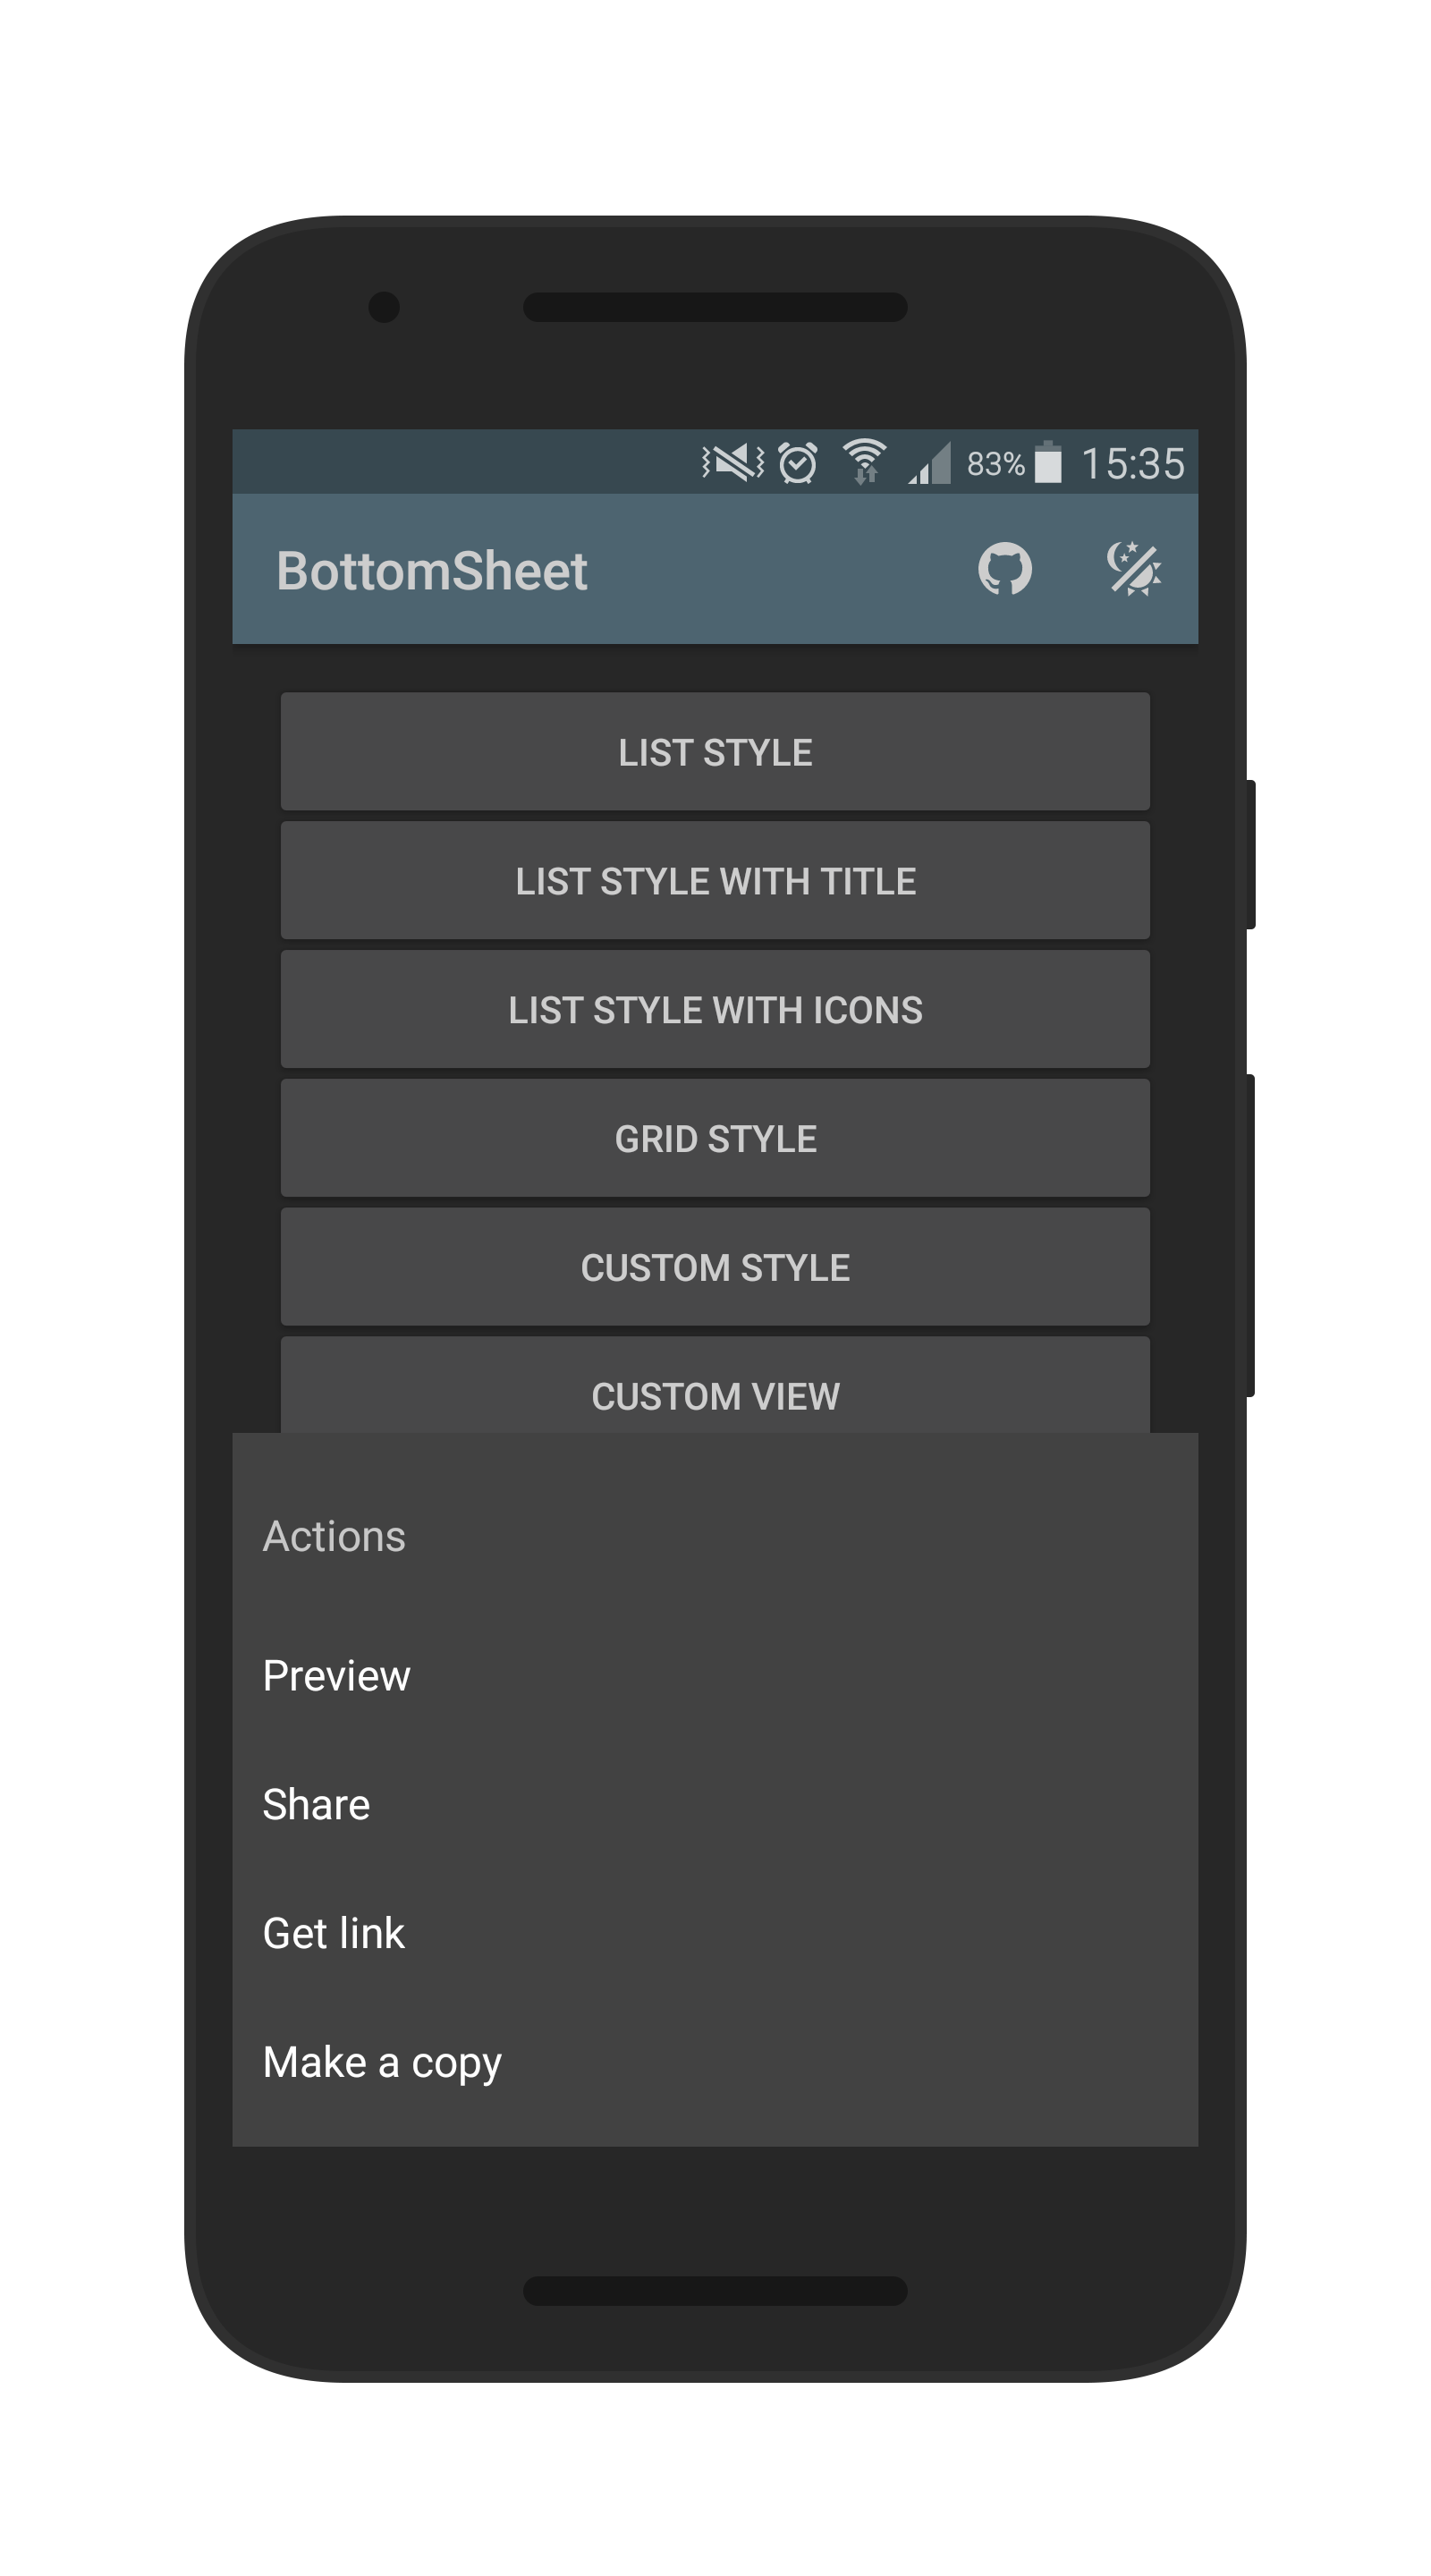 83% 15:35
BottomSheet
LIST STYLE
LIST STYLE WITH TITLE
LIST STYLE WITH ICONS
GRID STYLE
CUSTOM STYLE
CUSTOM VIEW
Actions
Preview
Share
Get link
Make a copy